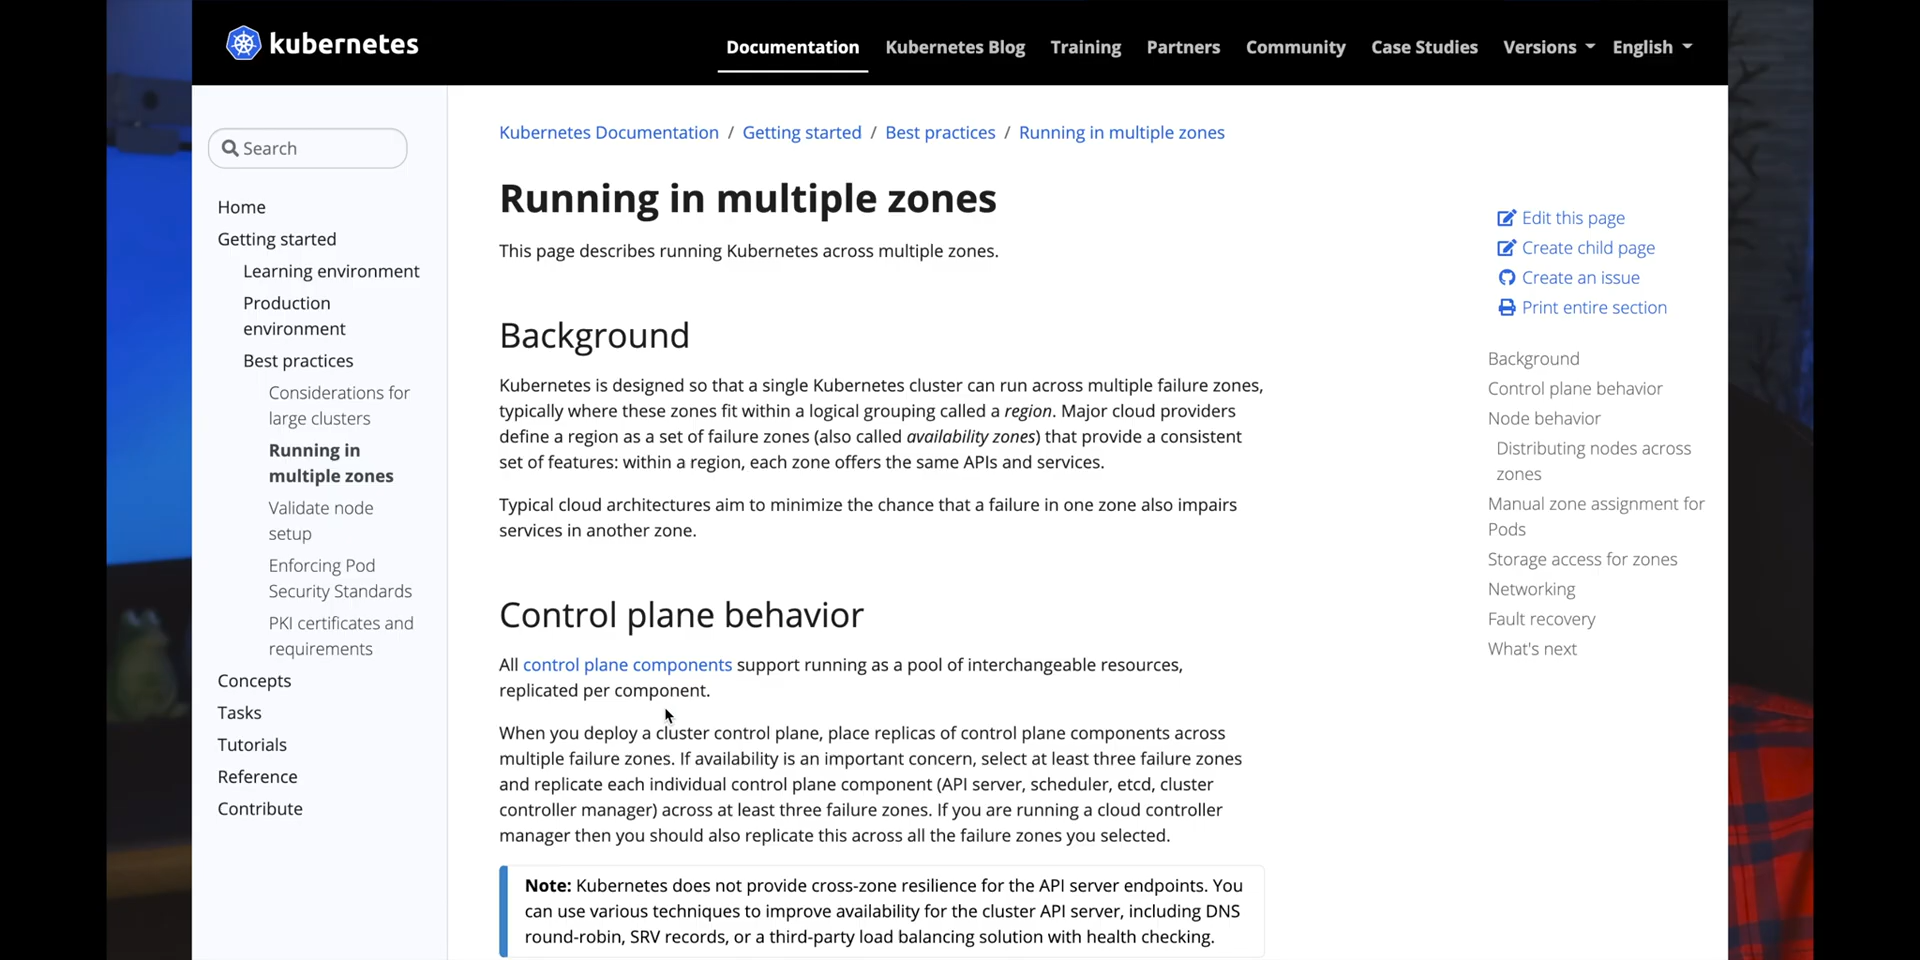 kubernetes
Documentation
Kubernetes Blog
Training
Partners
Community
Case Studies
Versions
English
Search
Home
Getting started
Learning environment
Production
environment
Best practices
Considerations for
large clusters
Running in
multiple zones
Validate node
setup
Enforcing Pod
Security Standards
PKI certificates and
requirements
Concepts
Tasks
Tutorials
Reference
Contribute
Kubernetes Documentation / Getting started / Best practices / Running in multiple zones
Running in multiple zones
This page describes running Kubernetes across multiple zones.
Background
Kubernetes is designed so that a single Kubernetes cluster can run across multiple failure zones,
typically where these zones fit within a logical grouping called a region. Major cloud providers
define a region as a set of failure zones (also called availability zones) that provide a consistent
set of features: within a region, each zone offers the same APIs and services.
Typical cloud architectures aim to minimize the chance that a failure in one zone also impairs
services in another zone.
Control plane behavior
All control plane components support running as a pool of interchangeable resources,
replicated per component.
When you deploy a cluster control plane, place replicas of control plane components across
multiple failure zones. If availability is an important concern, select at least three failure zones
and replicate each individual control plane component (API server, scheduler, etcd, cluster
controller manager) across at least three failure zones. If you are running a cloud controller
manager then you should also replicate this across all the failure zones you selected.
Note: Kubernetes does not provide cross-zone resilience for the API server endpoints. You
can use various techniques to improve availability for the cluster API server, including DNS
round-robin, SRV records, or a third-party load balancing solution with health checking.
Edit this page
Create child page
Create an issue
Print entire section
Background
Control plane behavior
Node behavior
Distributing nodes across
zones
Manual zone assignment for
Pods
Storage access for zones
Networking
Fault recovery
What's next